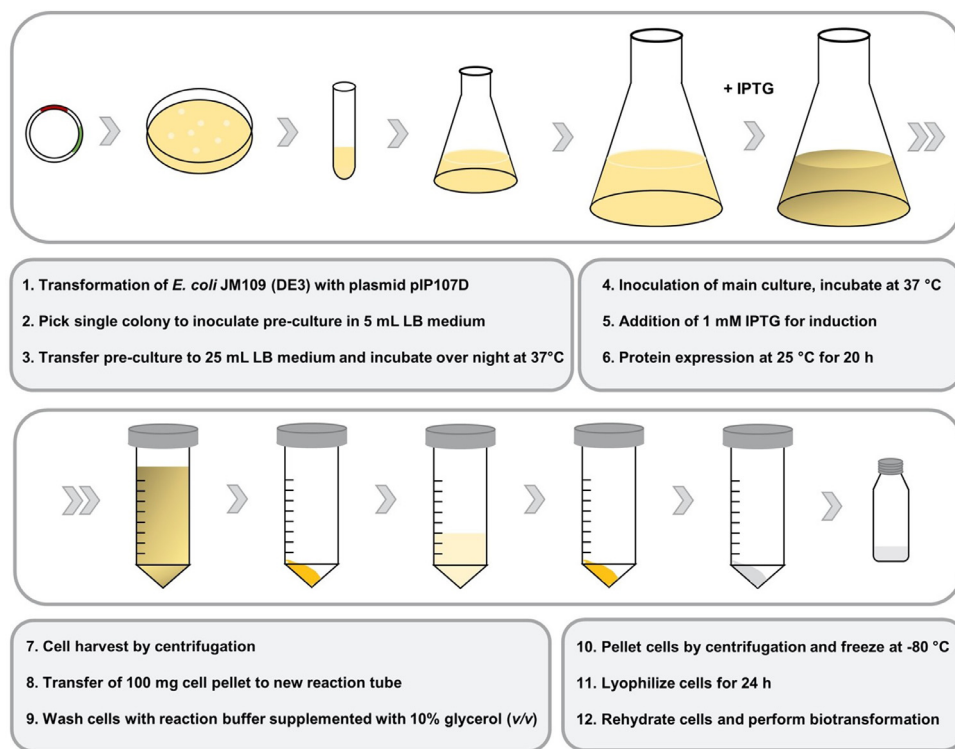 + IPTG
1. Transformation of E. coli JM109 (DE3) with plasmid pIP107D
2. Pick single colony to inoculate pre-culture in 5 mL LB medium
3. Transfer pre-culture to 25 mL LB medium and incubate over night at 37°C
4. Inoculation of main culture, incubate at 37 °C
5. Addition of 1 mM IPTG for induction
6. Protein expression at 25 °C for 20 h
7. Cell harvest by centrifugation
8. Transfer of 100 mg cell pellet to new reaction tube
9. Wash cells with reaction buffer supplemented with 10% glycerol (v/v)
10. Pellet cells by centrifugation and freeze at -80 °C
11. Lyophilize cells for 24 h
12. Rehydrate cells and perform biotransformation